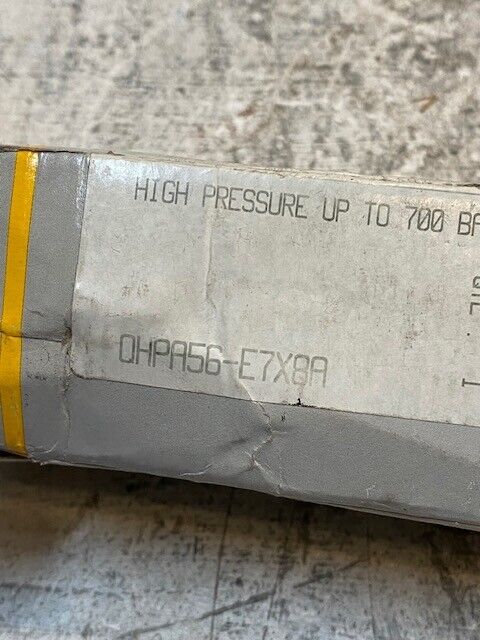 HIGH PRESSURE UP TO 700 BA
QHPA56-E7X8A